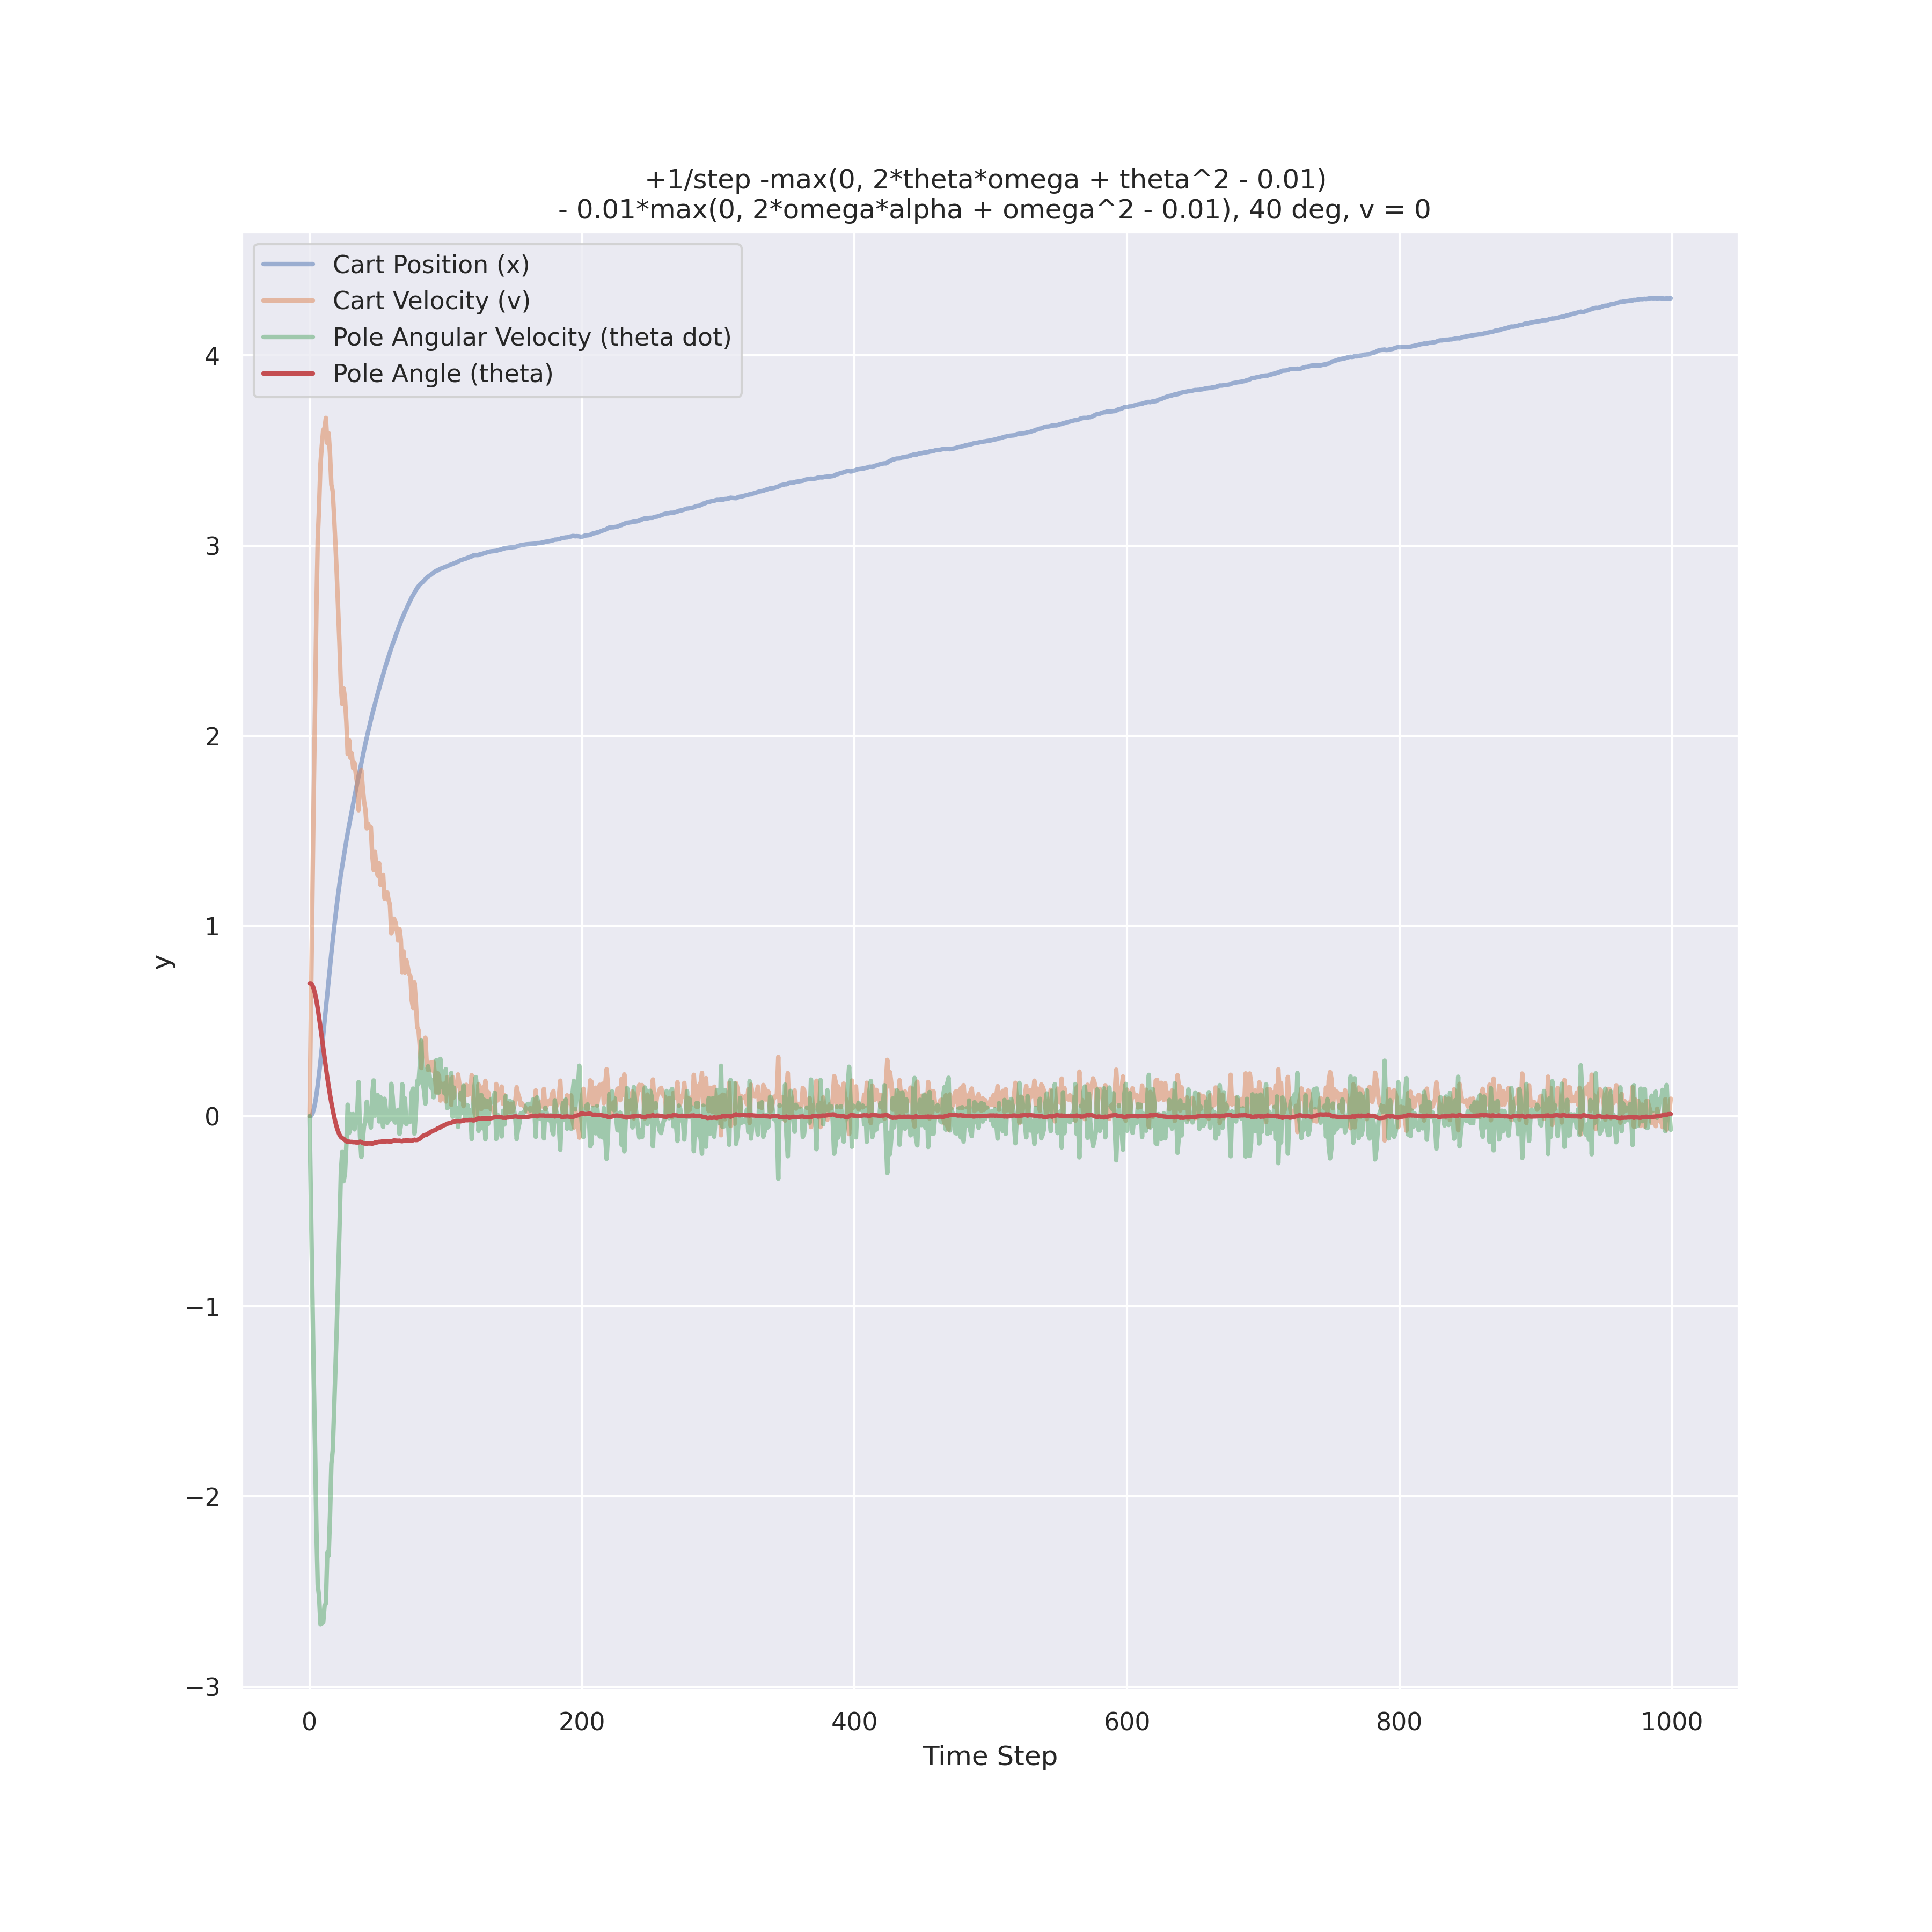 +1/step -max(0, 2*theta*omega + theta^2 - 0.01)
- 0.01*max(0, 2*omega*alpha + omega^2 - 0.01), 40 deg, v = 0
Cart Position (x)
Cart Velocity (v)
Pole Angular Velocity (theta dot)
Pole Angle (theta)
4
3
2
1
0
−1
−2
−3
y
0 200 400 600 800 1000
Time Step